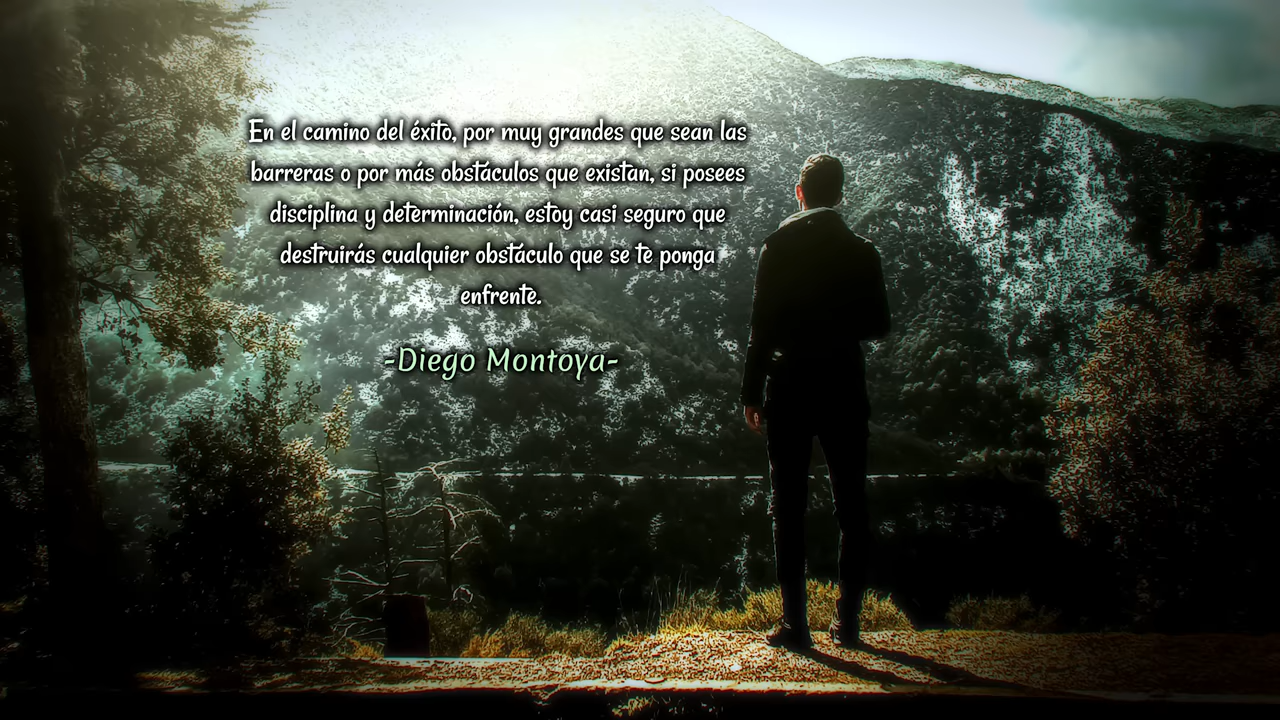 En el camino del éxito, por muy grandes que sean las
barreras o por más obstáculos que existan, si posees
disciplina y determinación, estoy casi seguro que
destruirás cualquier obstáculo que se te ponga
enfrente.
-Diego Montoya-